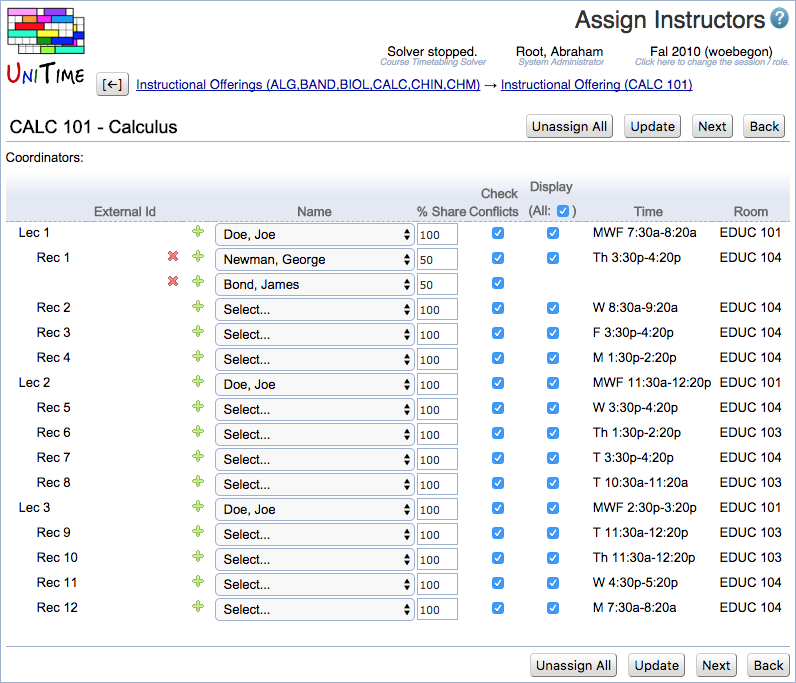 Assign Instructors ?
UNITIME
Solver stopped. Root, Abraham Fal 2010 (woebegon)
Course Timetabling Solver System Administrator Click here to change the session / role.
[←] Instructional Offerings (ALG,BAND,BIOL,CALC,CHIN,CHM) → Instructional Offering (CALC 101)
CALC 101 - Calculus Unassign All Update Next Back
Coordinators:
Check Display
External Id Name % Share Conflicts (All: ) Time Room
Lec 1 Doe, Joe 100 MWF 7:30a-8:20a EDUC 101
Rec 1 Newman, George 50 Th 3:30p-4:20p EDUC 104
Bond, James 50
Rec 2 Select... 100 W 8:30a-9:20a EDUC 104
Rec 3 Select... 100 F 3:30p-4:20p EDUC 104
Rec 4 Select... 100 M 1:30p-2:20p EDUC 104
Lec 2 Doe, Joe 100 MWF 11:30a-12:20p EDUC 101
Rec 5 Select... 100 W 3:30p-4:20p EDUC 104
Rec 6 Select... 100 Th 1:30p-2:20p EDUC 103
Rec 7 Select... 100 T 3:30p-4:20p EDUC 104
Rec 8 Select... 100 T 10:30a-11:20a EDUC 103
Lec 3 Doe, Joe 100 MWF 2:30p-3:20p EDUC 101
Rec 9 Select... 100 T 11:30a-12:20p EDUC 103
Rec 10 Select... 100 Th 11:30a-12:20p EDUC 103
Rec 11 Select... 100 W 4:30p-5:20p EDUC 104
Rec 12 Select... 100 M 7:30a-8:20a EDUC 104
Unassign All Update Next Back